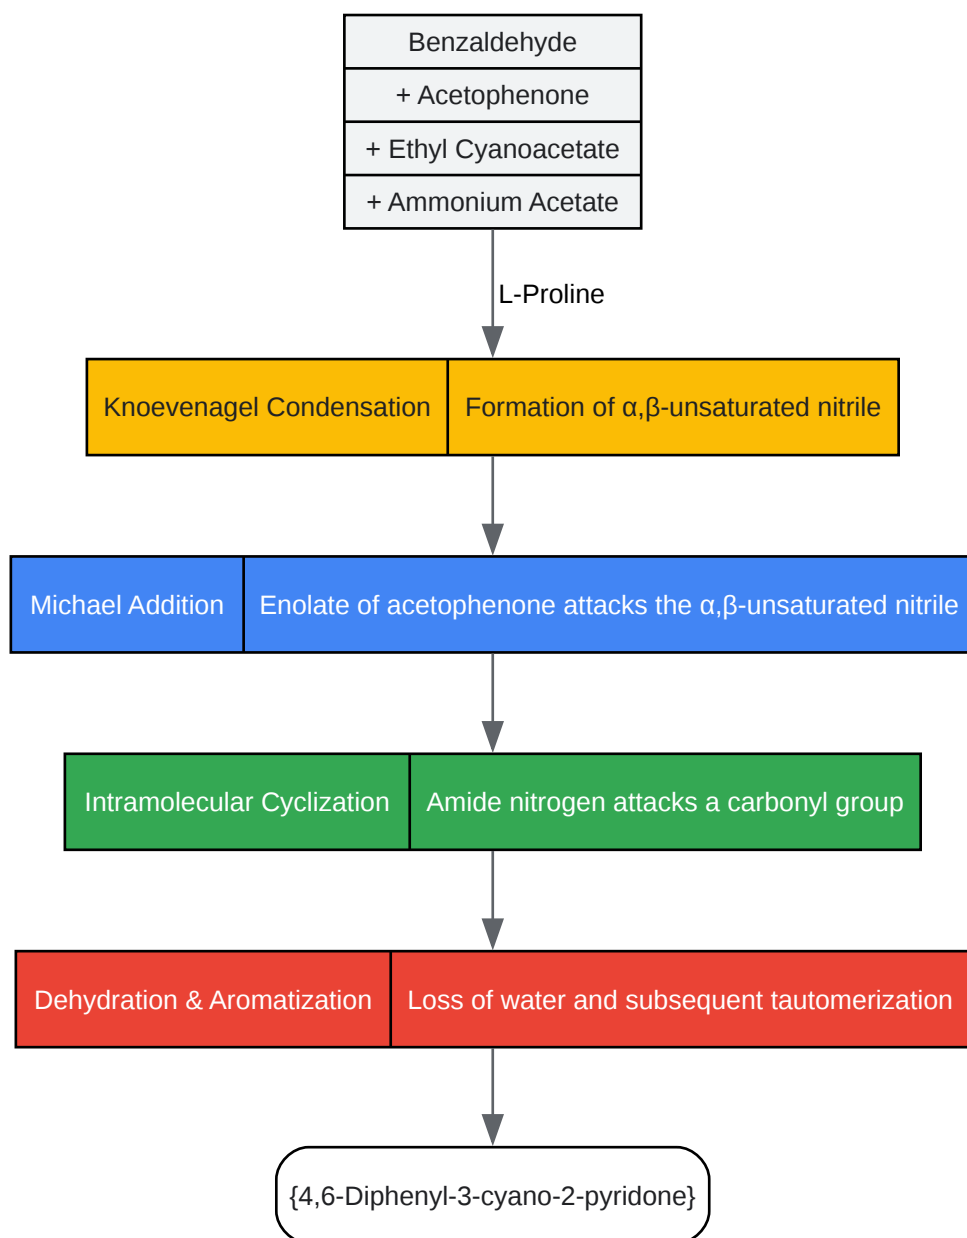 Benzaldehyde
+ Acetophenone
+ Ethyl Cyanoacetate
+ Ammonium Acetate
L-Proline
Knoevenagel Condensation
Formation of α,β-unsaturated nitrile
Michael Addition
Enolate of acetophenone attacks the α,β-unsaturated nitrile
Intramolecular Cyclization
Amide nitrogen attacks a carbonyl group
Dehydration & Aromatization
Loss of water and subsequent tautomerization
{4,6-Diphenyl-3-cyano-2-pyridone}